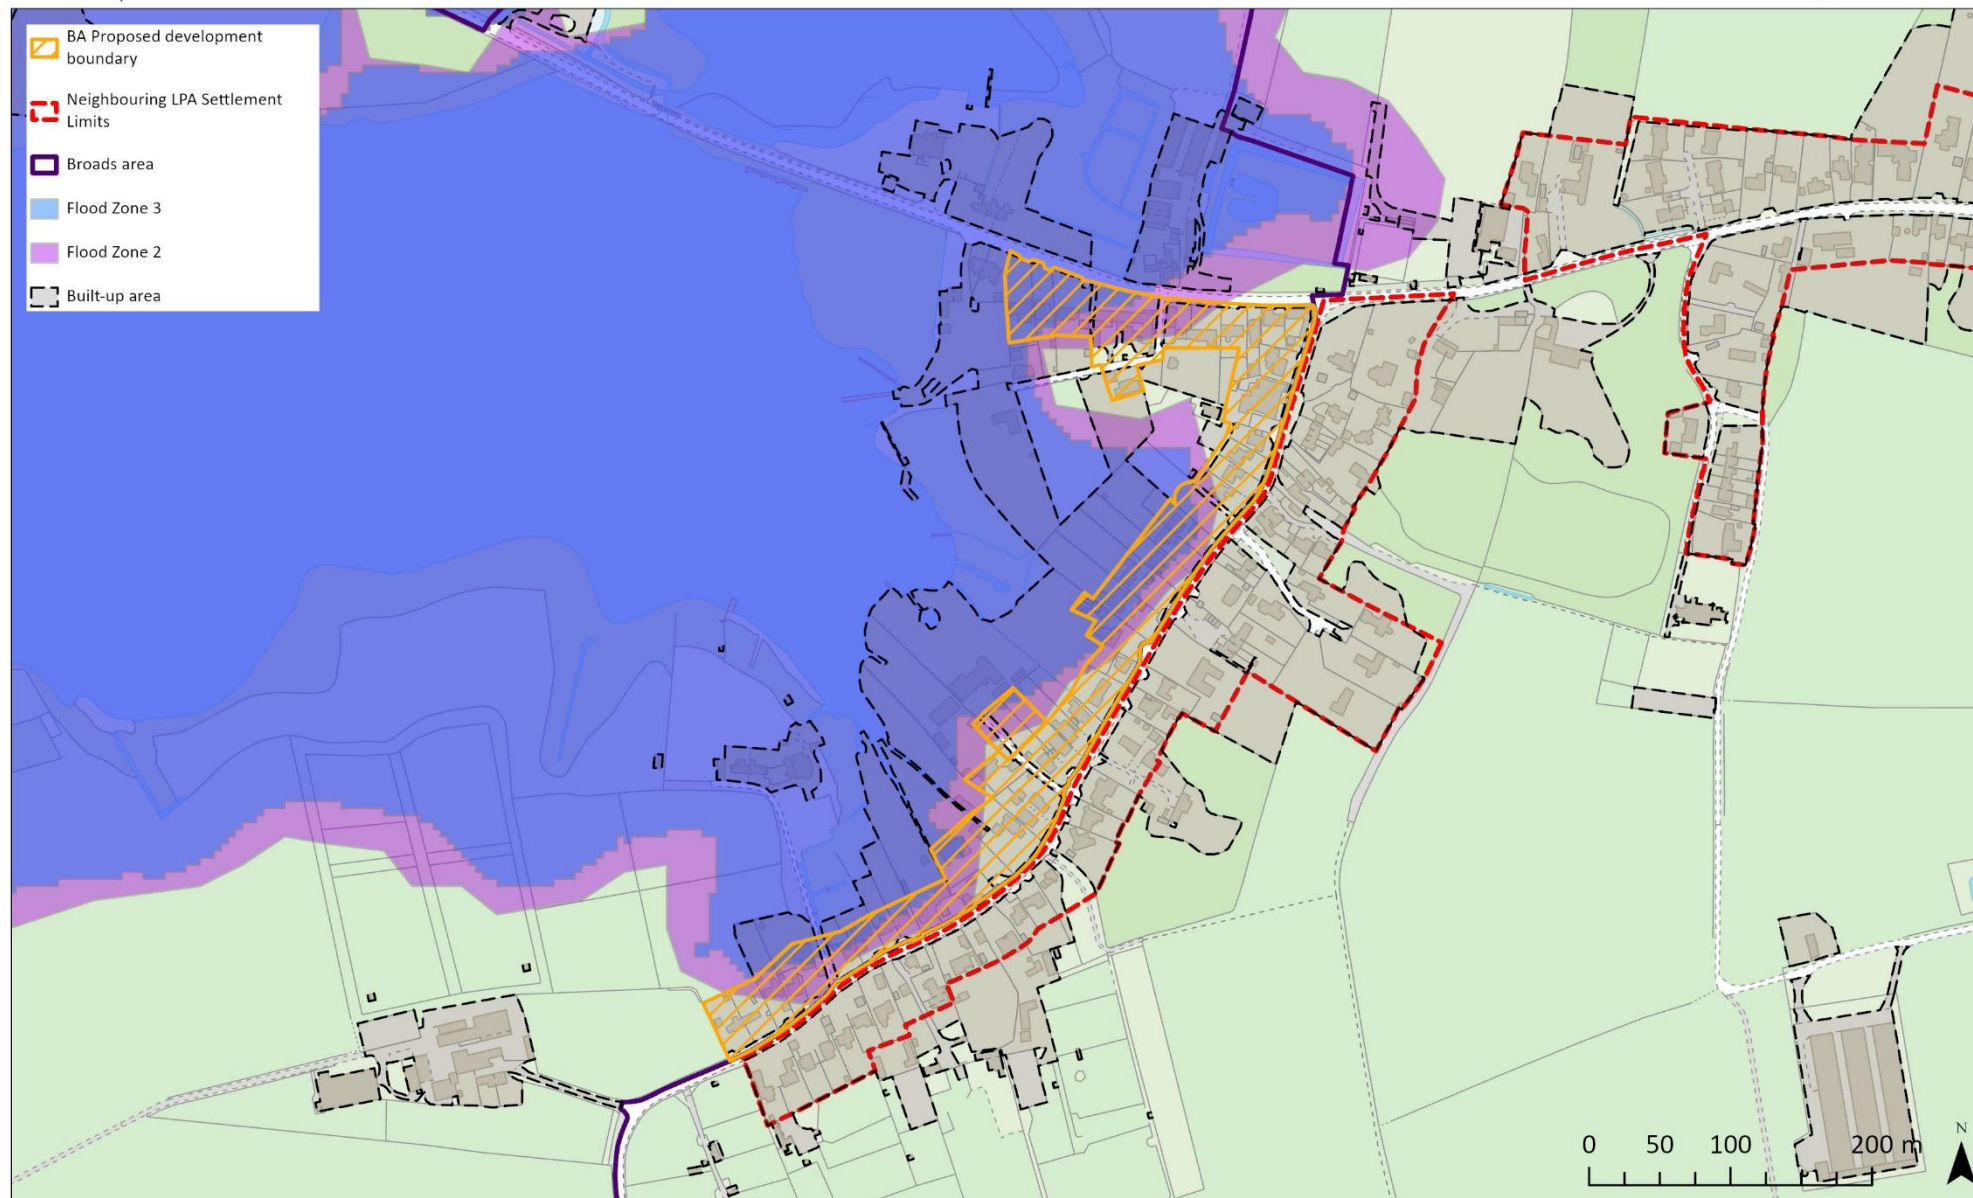 BA Proposed development
boundary
Neighbouring LPA Settlement
Limits
Broads area
Flood Zone 3
Flood Zone 2
Built-up area
0 50 100 200 m
N